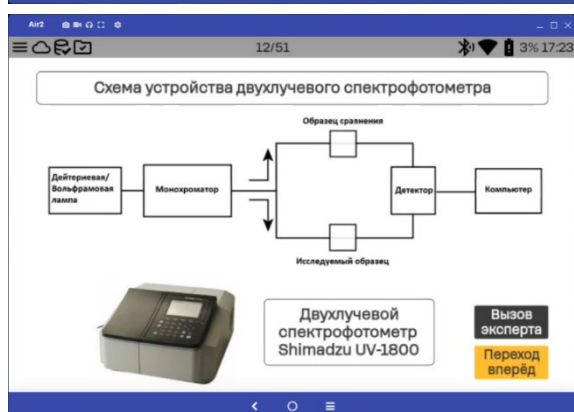 Air2
12/51
3% 17:23
Схема устройства двухлучевого спектрофотометра
Образец сравнения
Дейтериевая/
Вольфрамовая
лампа
Монохроматор
Детектор
Компьютер
Исследуемый образец
Двухлучевой
спектрофотометр
Shimadzu UV-1800
Вызов
эксперта
Переход
вперёд